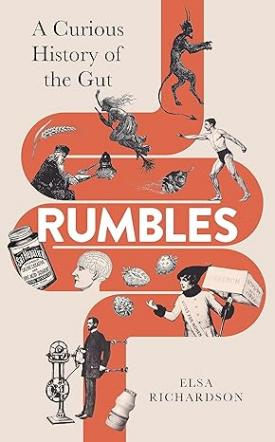 A Curious
History of
the Gut
RUMBLES
ELSA
RICHARDSON